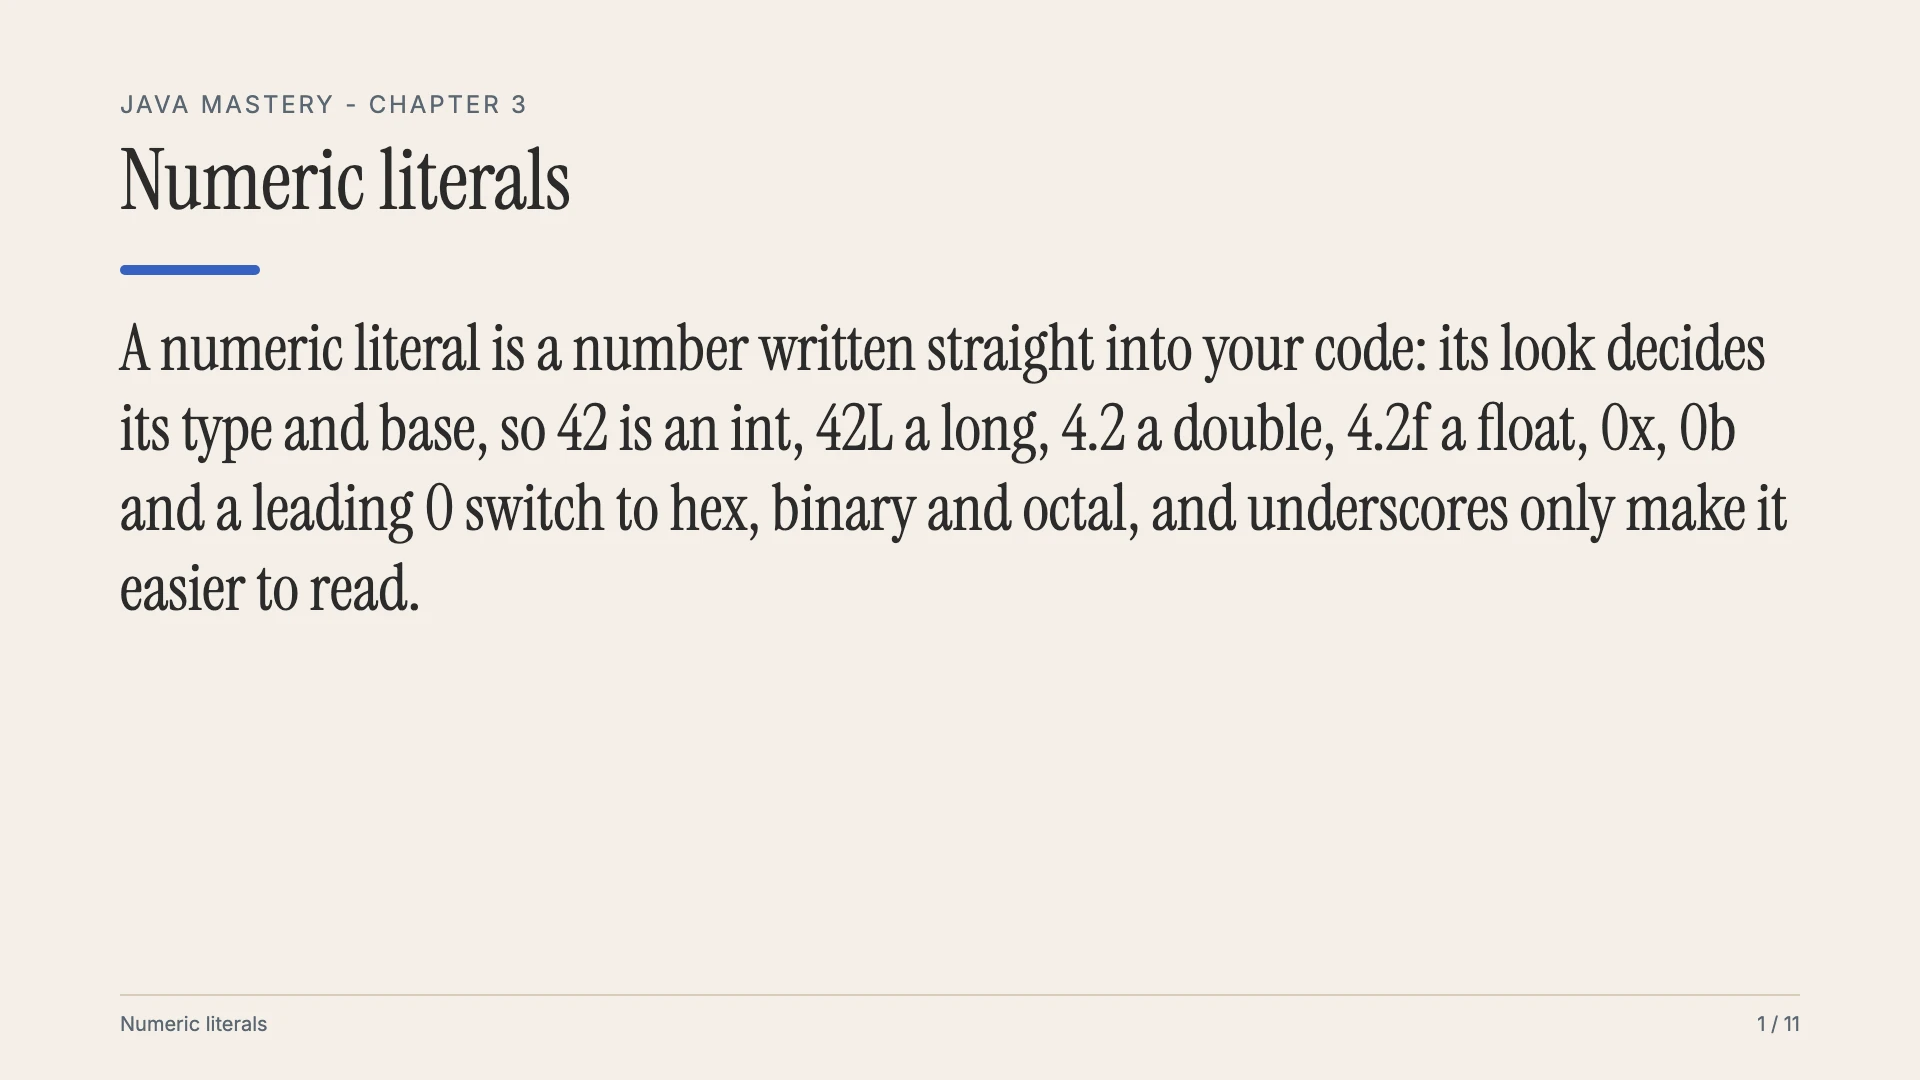 JAVA MASTERY - CHAPTER 3
Numeric literals
A numeric literal is a number written straight into your code: its look decides
its type and base, so 42 is an int, 42L a long, 4.2 a double, 4.2f a float, 0x, 0b
and a leading 0 switch to hex, binary and octal, and underscores only make it
easier to read.
Numeric literals
1 / 11